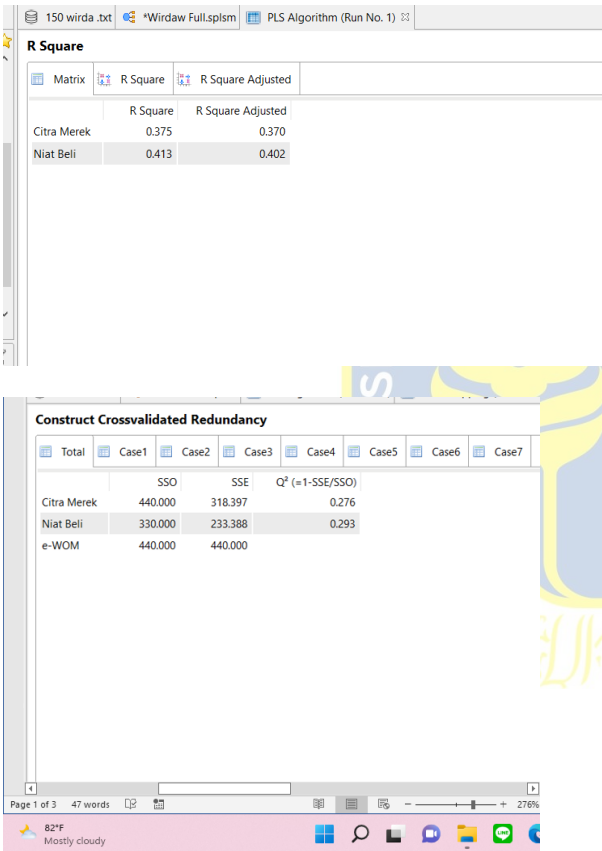 150 wirda .txt *Wirdaw Full.splsm PLS Algorithm (Run No. 1)
R Square
Matrix R Square R Square Adjusted
R Square R Square Adjusted
Citra Merek 0.375 0.370
Niat Beli 0.413 0.402
S
Construct Crossvalidated Redundancy
Total Case1 Case2 Case3 Case4 Case5 Case6 Case7
SSO SSE Q² (=1-SSE/SSO)
Citra Merek 440.000 318.397 0.276
Niat Beli 330.000 233.388 0.293
e-WOM 440.000 440.000
Page 1 of 3 47 words 276%
82°F
Mostly cloudy
LINE